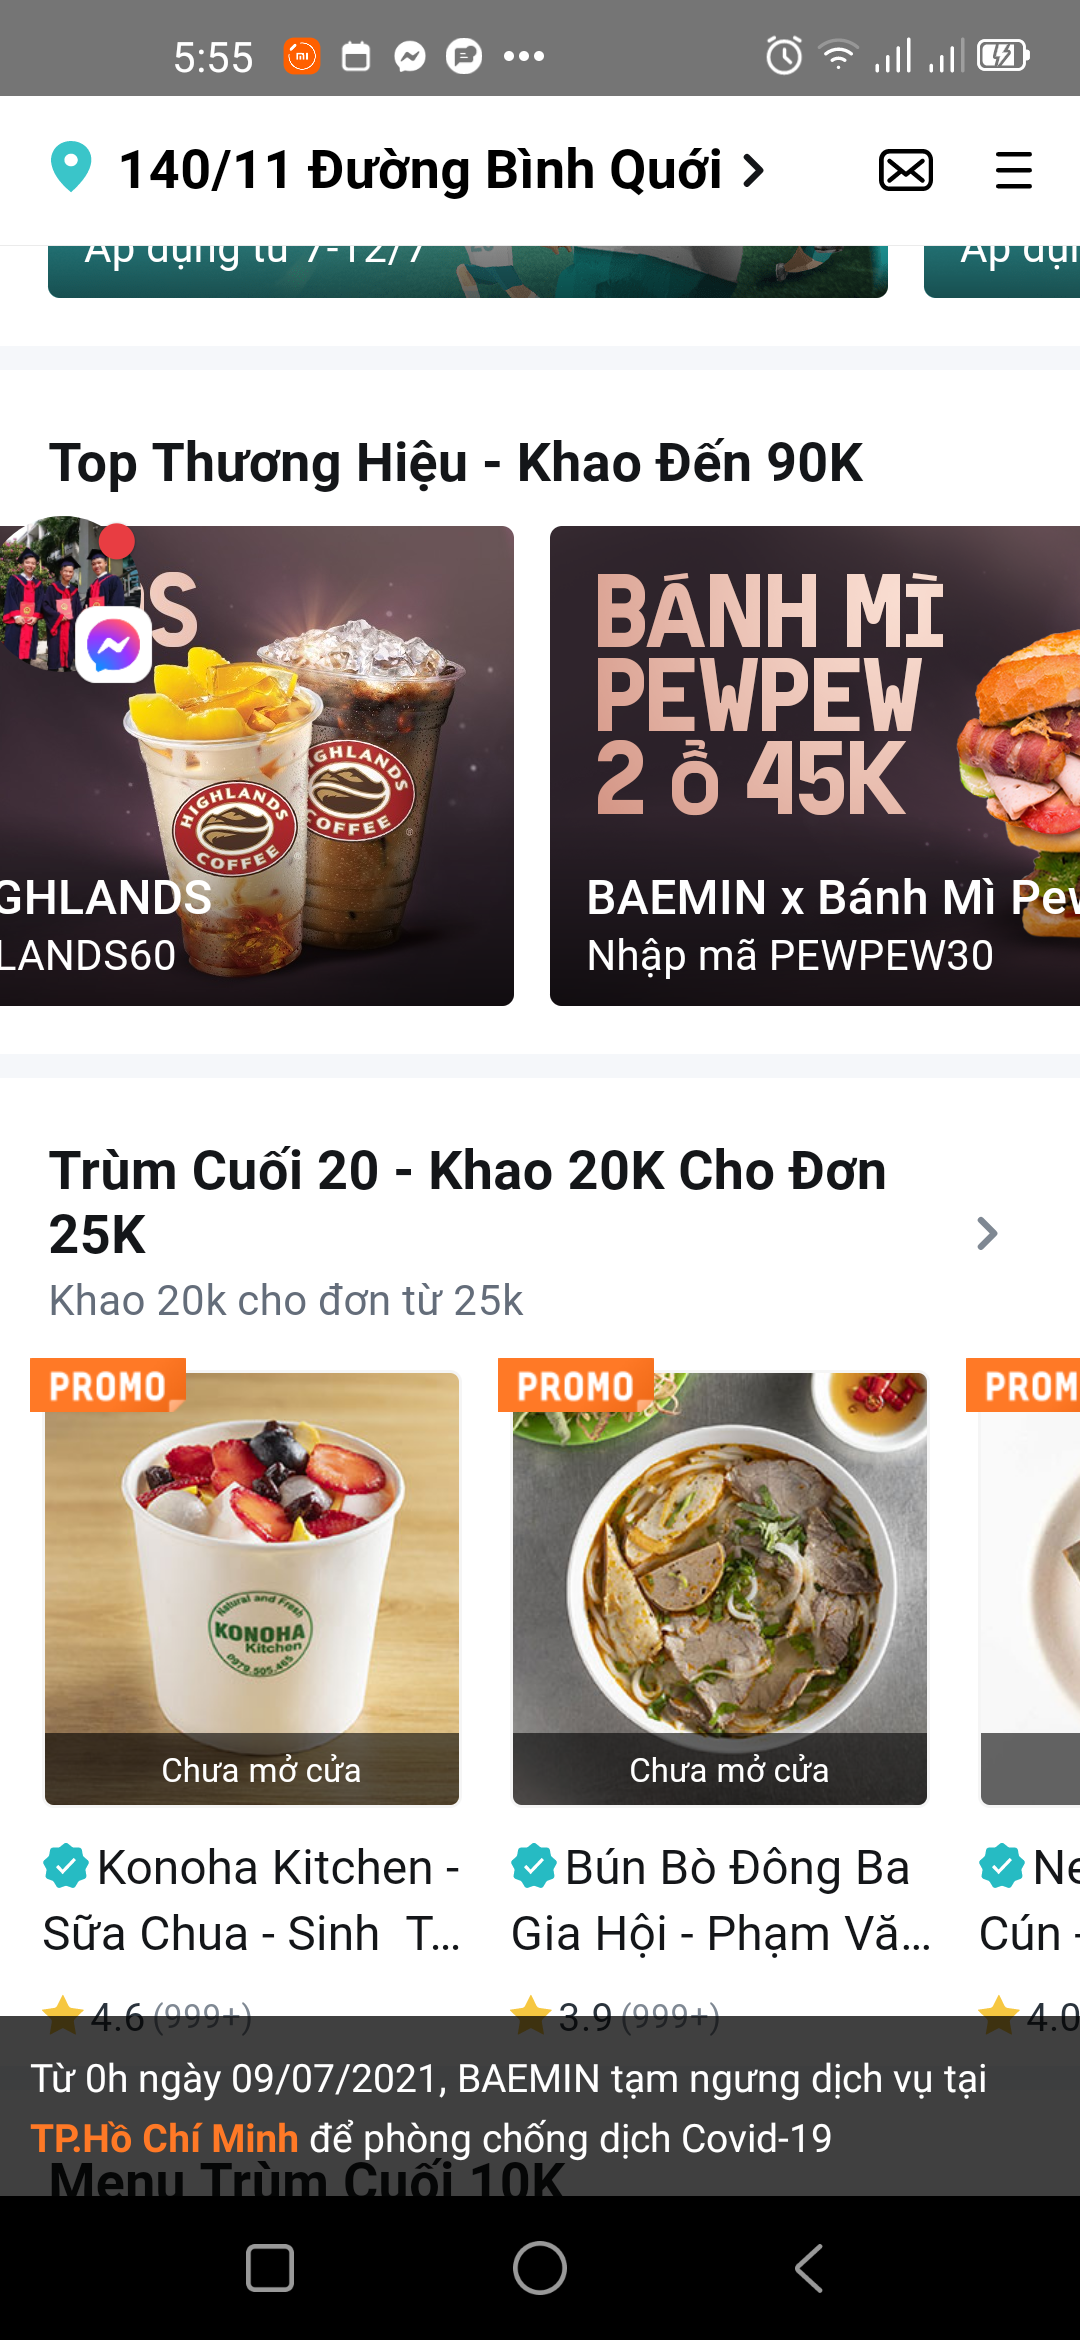 5:55
140/11 Đường Bình Quới
Áp dụng từ 7-12/7
Top Thương Hiệu - Khao Đến 90K
S
HIGHLANDS
COFFEE
HIGHLANDS
COFFEE
GHLANDS
LANDS60
BÁNH MÌ
PEWPEW
2 Ổ 45K
BAEMIN x Bánh Mì Pew
Nhập mã PEWPEW30
Trùm Cuối 20 - Khao 20K Cho Đơn
25K
Khao 20k cho đơn từ 25k
PROMO
PROMO
PROM
Natural and Fresh
KONOHA
Kitchen
0979.505.465
Chưa mở cửa
Chưa mở cửa
Konoha Kitchen -
Sữa Chua - Sinh T...
Bún Bò Đông Ba
Gia Hội - Phạm Vă...
Ne
Cún -
4.6 (999+)
3.9 (999+)
4.0
Từ 0h ngày 09/07/2021, BAEMIN tạm ngưng dịch vụ tại
TP.Hồ Chí Minh để phòng chống dịch Covid-19
Menu Trùm Cuối 10K